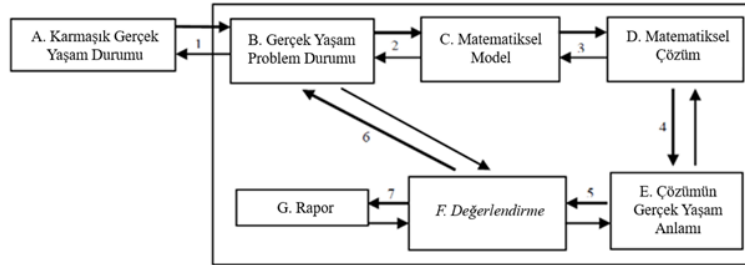 A. Karmaşık Gerçek
Yaşam Durumu
1
B. Gerçek Yaşam
Problem Durumu
2
C. Matematiksel
Model
3
D. Matematiksel
Çözüm
4
6
G. Rapor
7
F. Değerlendirme
5
E. Çözümün
Gerçek Yaşam
Anlamı